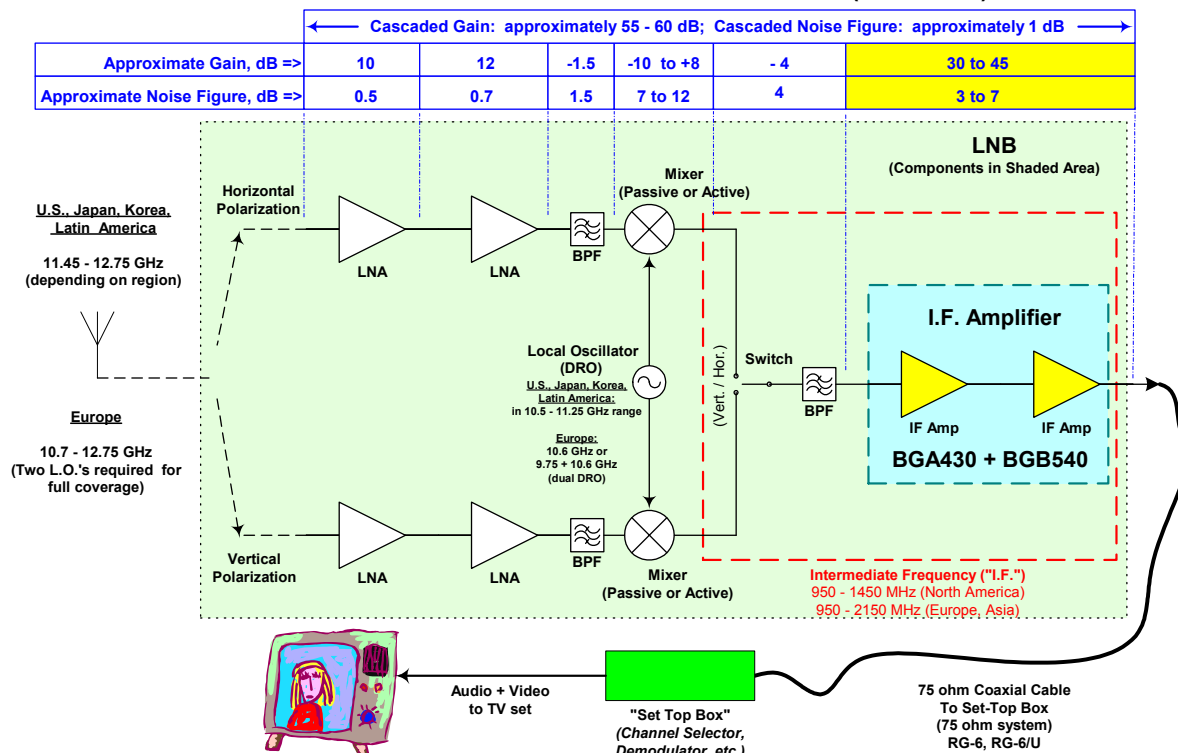 Cascaded Gain: approximately 55 - 60 dB; Cascaded Noise Figure: approximately 1 dB
Approximate Gain, dB => 10 12 -1.5 -10 to +8 - 4 30 to 45
Approximate Noise Figure, dB => 0.5 0.7 1.5 7 to 12 4 3 to 7
LNB
(Components in Shaded Area)
U.S., Japan, Korea,
Latin America
11.45 - 12.75 GHz
(depending on region)
Europe
10.7 - 12.75 GHz
(Two L.O.'s required for
full coverage)
Horizontal
Polarization
LNA
LNA
BPF
Mixer
(Passive or Active)
Local Oscillator
(DRO)
U.S., Japan, Korea,
Latin America:
in 10.5 - 11.25 GHz range
Europe:
10.6 GHz or
9.75 + 10.6 GHz
(dual DRO)
(Vert. / Hor.)
Switch
BPF
I.F. Amplifier
IF Amp
IF Amp
BGA430 + BGB540
Vertical
Polarization
LNA
LNA
BPF
Mixer
(Passive or Active)
Intermediate Frequency ("I.F.")
950 - 1450 MHz (North America)
950 - 2150 MHz (Europe, Asia)
Audio + Video
to TV set
"Set Top Box"
(Channel Selector,
Demodulator, etc.)
75 ohm Coaxial Cable
To Set-Top Box
(75 ohm system)
RG-6, RG-6/U